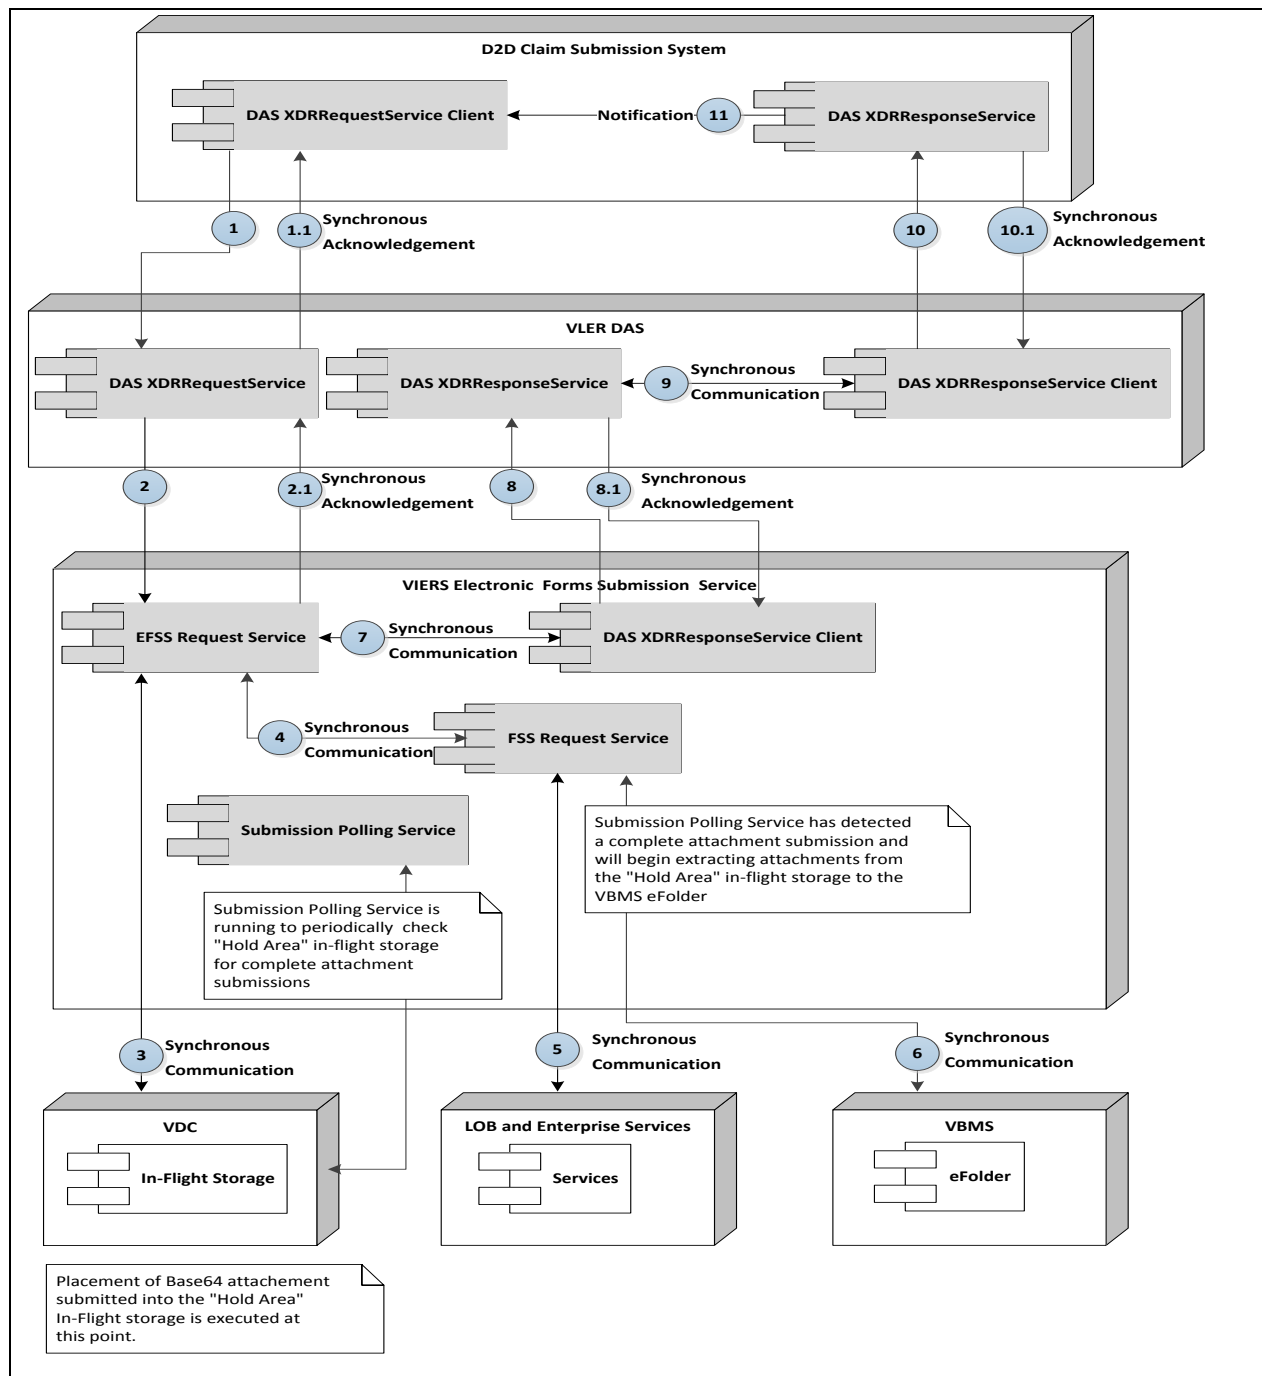 D2D Claim Submission System
DAS XDRRequestService Client
Notification
11
DAS XDRResponseService
1
1.1
Synchronous
Acknowledgement
10
10.1
Synchronous
Acknowledgement
VLER DAS
DAS XDRRequestService
DAS XDRResponseService
9
Synchronous
Communication
DAS XDRResponseService Client
2
2.1
Synchronous
Acknowledgement
8
8.1
Synchronous
Acknowledgement
VIERS Electronic Forms Submission Service
EFSS Request Service
7
Synchronous
Communication
DAS XDRResponseService Client
4
Synchronous
Communication
FSS Request Service
Submission Polling Service
Submission Polling Service has detected
a complete attachment submission and
will begin extracting attachments from
the "Hold Area" in-flight storage to the
VBMS eFolder
Submission Polling Service is
running to periodically check
"Hold Area" in-flight storage
for complete attachment
submissions
3
Synchronous
Communication
5
Synchronous
Communication
6
Synchronous
Communication
VDC
In-Flight Storage
LOB and Enterprise Services
Services
VBMS
eFolder
Placement of Base64 attachement
submitted into the "Hold Area"
In-Flight storage is executed at
this point.